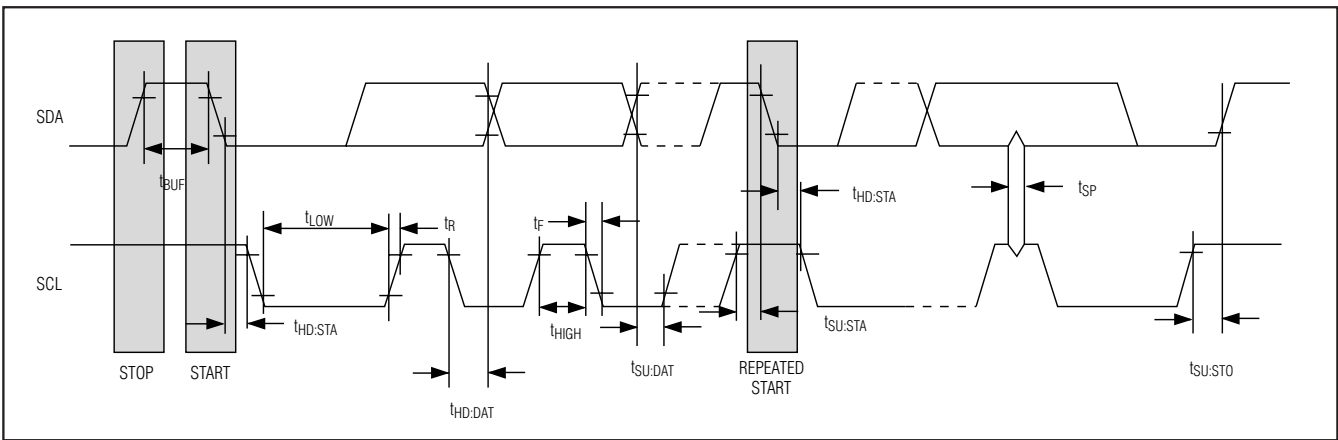 SDA
tBUF
tHD:STA
tSP
tLOW
tR
tF
SCL
tHD:STA
tHIGH
tSU:STA
tSU:DAT
tSU:STO
STOP
START
REPEATED
START
tHD:DAT